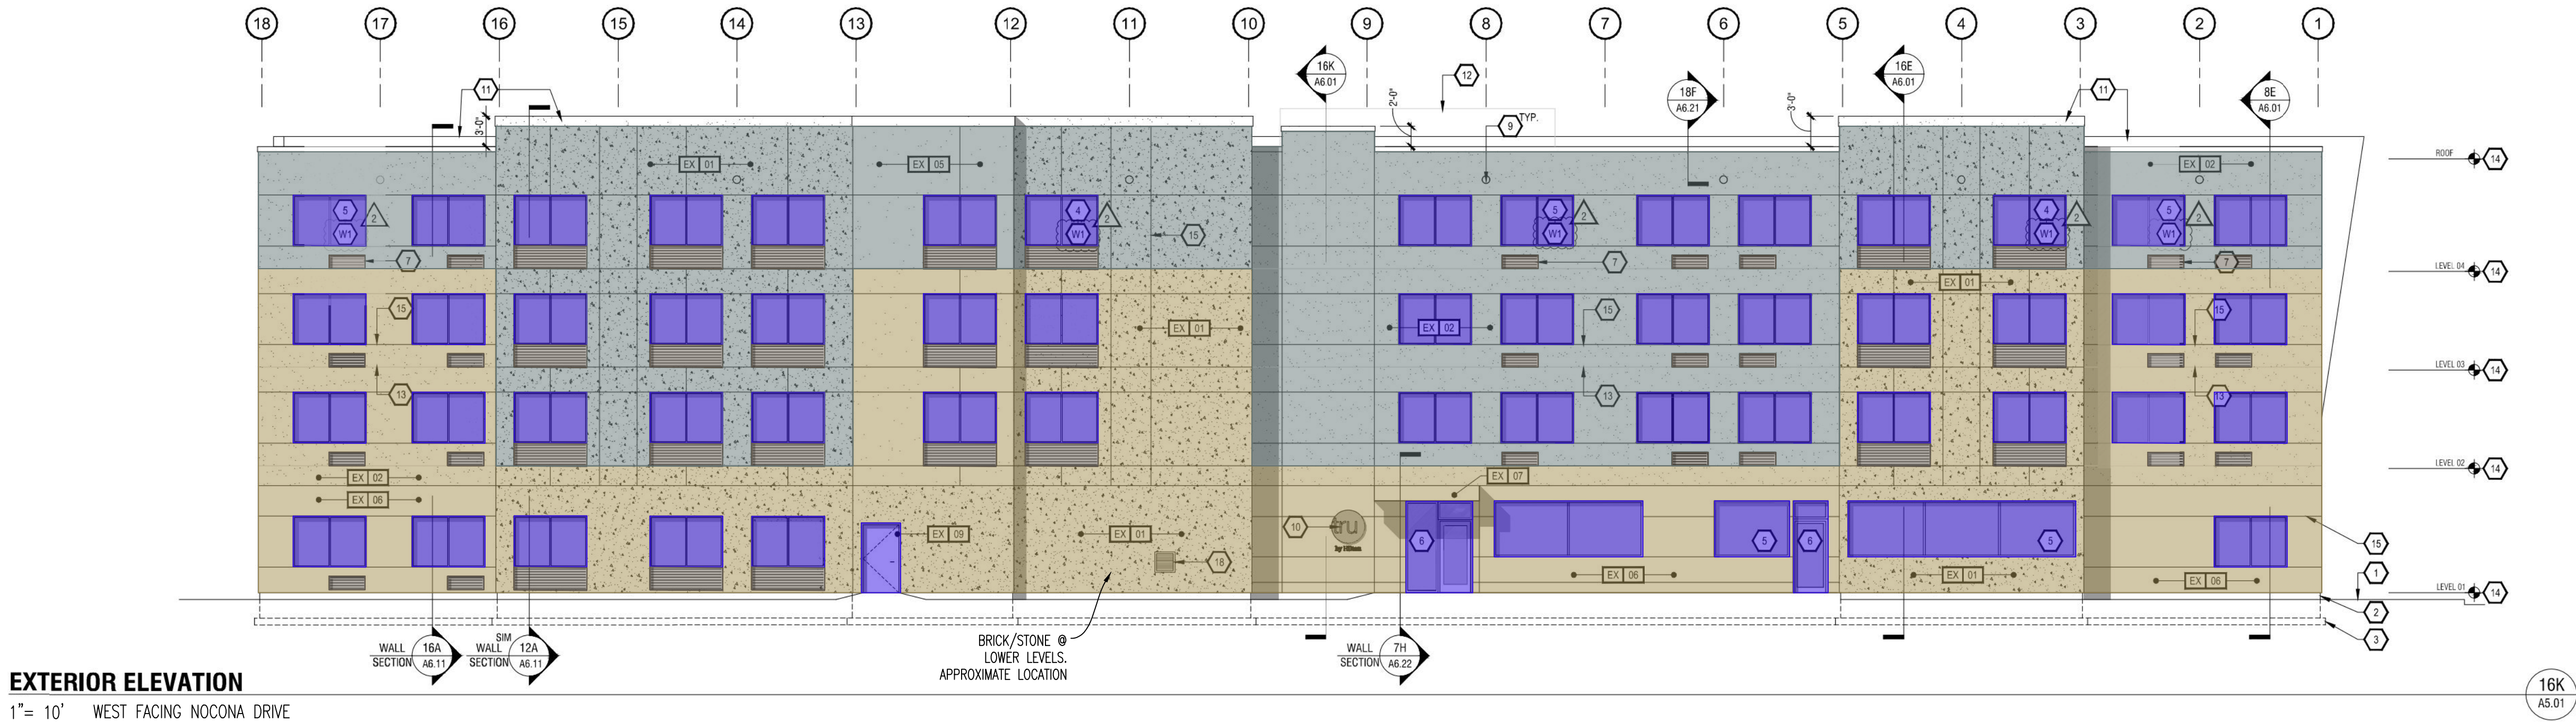 18 17 16 15 14 13 12 11 10 9 8 7 6 5 4 3 2 1
16K
A6.01
12
16E
A6.01
11
3'-0"
2'-0"
18F
A6.21
3'-0"
11
8E
A6.01
9
TYP.
EX 01
EX 05
EX 02
ROOF
14
5
2
W1
4
2
W1
15
5
2
W1
4
2
W1
5
2
W1
7
7
7
LEVEL 04
14
EX 01
15
EX 01
EX 02
15
15
LEVEL 03
14
13
13
13
EX 02
EX 07
LEVEL 02
14
EX 06
EX 09
EX 01
18
10
tru
by Hilton
6
5
6
5
15
EX 06
EX 01
EX 06
1
LEVEL 01
14
2
3
WALL
SECTION
16A
A6.11
SIM
WALL
SECTION
12A
A6.11
BRICK/STONE @
LOWER LEVELS.
APPROXIMATE LOCATION
WALL
SECTION
7H
A6.22
EXTERIOR ELEVATION
1"= 10' WEST FACING NOCONA DRIVE
16K
A5.01